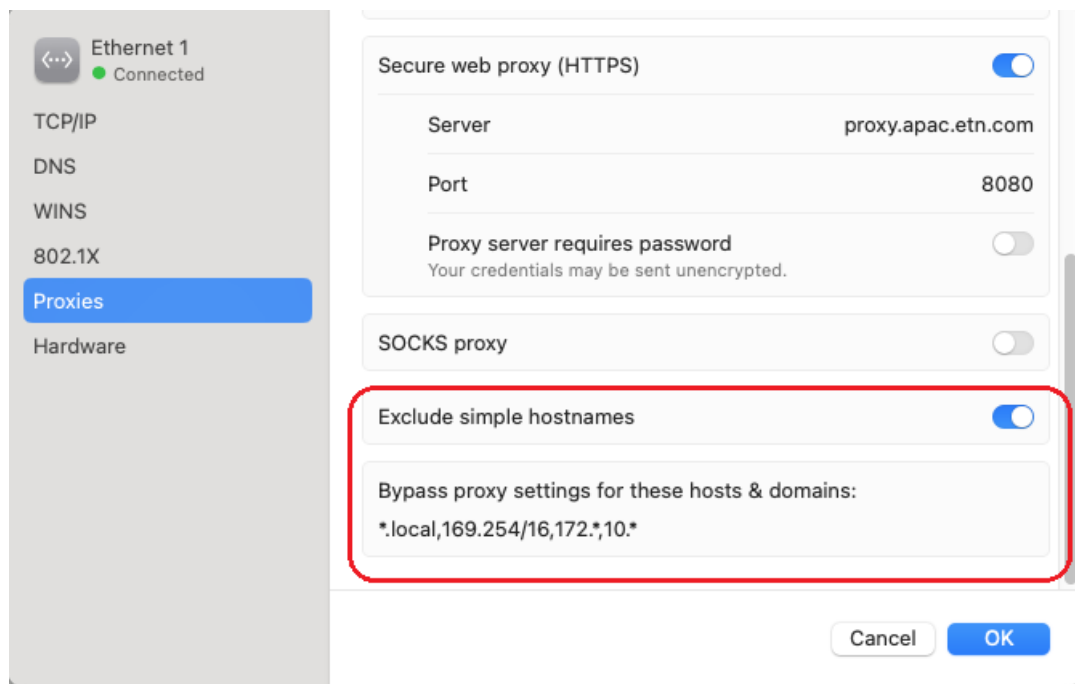 Ethernet 1
Connected
TCP/IP
DNS
WINS
802.1X
Proxies
Hardware
Secure web proxy (HTTPS)
Server proxy.apac.etn.com
Port 8080
Proxy server requires password
Your credentials may be sent unencrypted.
SOCKS proxy
Exclude simple hostnames
Bypass proxy settings for these hosts & domains:
*.local,169.254/16,172.*,10.*
Cancel OK